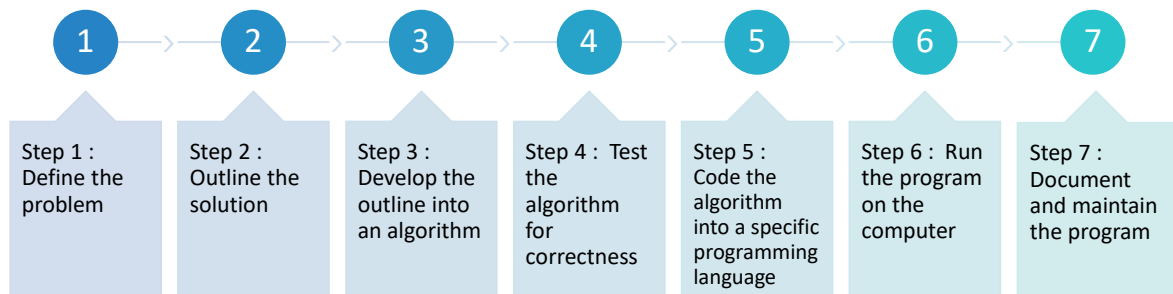 1
2
3
4
5
6
7
Step 1 :
Define the
problem
Step 2 :
Outline the
solution
Step 3 :
Develop the
outline into
an algorithm
Step 4 : Test
the
algorithm
for
correctness
Step 5 :
Code the
algorithm
into a specific
programming
language
Step 6 : Run
the program
on the
computer
Step 7 :
Document
and maintain
the program